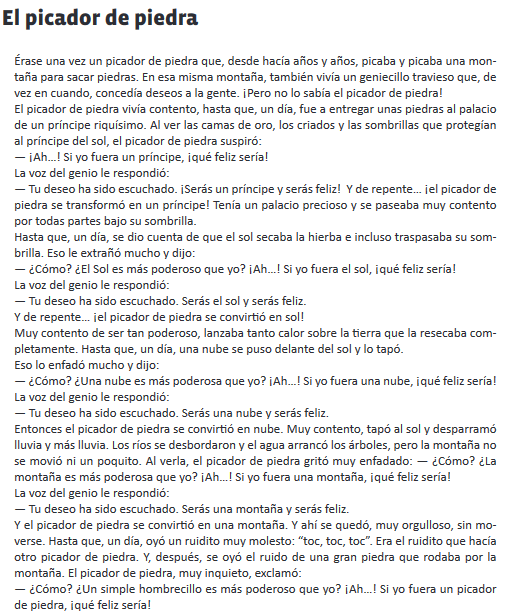 El picador de piedra
Érase una vez un picador de piedra que, desde hacía años y años, picaba y picaba una mon-
taña para sacar piedras. En esa misma montaña, también vivía un geniecillo travieso que, de
vez en cuando, concedía deseos a la gente. ¡Pero no lo sabía el picador de piedra!
El picador de piedra vivía contento, hasta que, un día, fue a entregar unas piedras al palacio
de un príncipe riquísimo. Al ver las camas de oro, los criados y las sombrillas que protegían
al príncipe del sol, el picador de piedra suspiró:
— ¡Ah…! Si yo fuera un príncipe, ¡qué feliz sería!
La voz del genio le respondió:
— Tu deseo ha sido escuchado. ¡Serás un príncipe y serás feliz! Y de repente… ¡el picador de
piedra se transformó en un príncipe! Tenía un palacio precioso y se paseaba muy contento
por todas partes bajo su sombrilla.
Hasta que, un día, se dio cuenta de que el sol secaba la hierba e incluso traspasaba su som-
brilla. Eso le extrañó mucho y dijo:
— ¿Cómo? ¿El Sol es más poderoso que yo? ¡Ah…! Si yo fuera el sol, ¡qué feliz sería!
La voz del genio le respondió:
— Tu deseo ha sido escuchado. Serás el sol y serás feliz.
Y de repente… ¡el picador de piedra se convirtió en sol!
Muy contento de ser tan poderoso, lanzaba tanto calor sobre la tierra que la resecaba com-
pletamente. Hasta que, un día, una nube se puso delante del sol y lo tapó.
Eso lo enfadó mucho y dijo:
— ¿Cómo? ¿Una nube es más poderosa que yo? ¡Ah…! Si yo fuera una nube, ¡qué feliz sería!
La voz del genio le respondió:
— Tu deseo ha sido escuchado. Serás una nube y serás feliz.
Entonces el picador de piedra se convirtió en nube. Muy contento, tapó al sol y desparramó
lluvia y más lluvia. Los ríos se desbordaron y el agua arrancó los árboles, pero la montaña no
se movió ni un poquito. Al verla, el picador de piedra gritó muy enfadado: — ¿Cómo? ¿La
montaña es más poderosa que yo? ¡Ah…! Si yo fuera una montaña, ¡qué feliz sería!
La voz del genio le respondió:
— Tu deseo ha sido escuchado. Serás una montaña y serás feliz.
Y el picador de piedra se convirtió en una montaña. Y ahí se quedó, muy orgulloso, sin mo-
verse. Hasta que, un día, oyó un ruidito muy molesto: “toc, toc, toc”. Era el ruidito que hacía
otro picador de piedra. Y, después, se oyó el ruido de una gran piedra que rodaba por la
montaña. El picador de piedra, muy inquieto, exclamó:
— ¿Cómo? ¿Un simple hombrecillo es más poderoso que yo? ¡Ah…! Si yo fuera un picador
de piedra, ¡qué feliz sería!